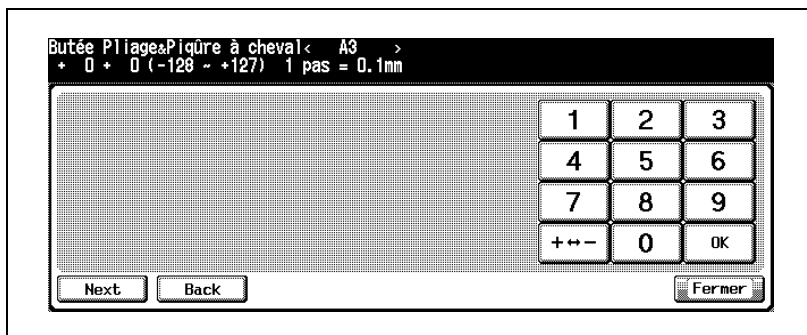 Butée Pliage&Piqûre à cheval< A3 >
+ 0 + 0 (-128 ~ +127) 1 pas = 0.1mm
1 2 3
4 5 6
7 8 9
+↔- 0 OK
Next Back Fermer